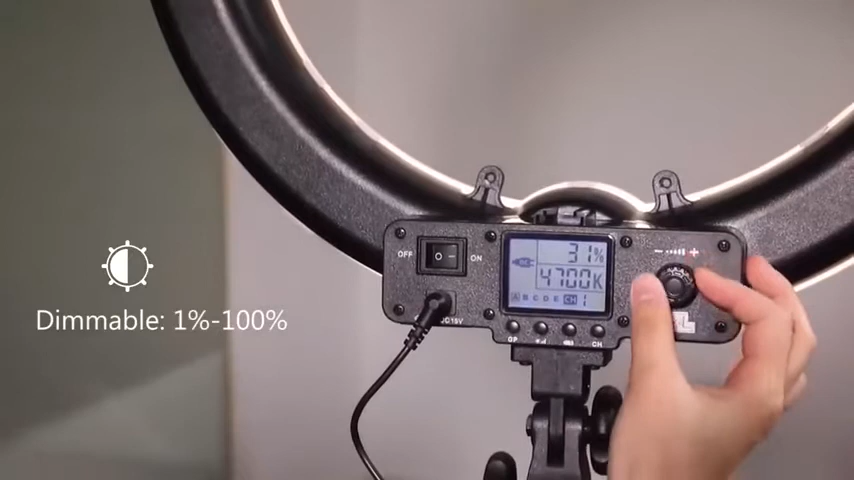 Dimmable: 1%-100%
OFF
ON
31%
4700K
A B C D E CH 1
DC15V
GP
CH